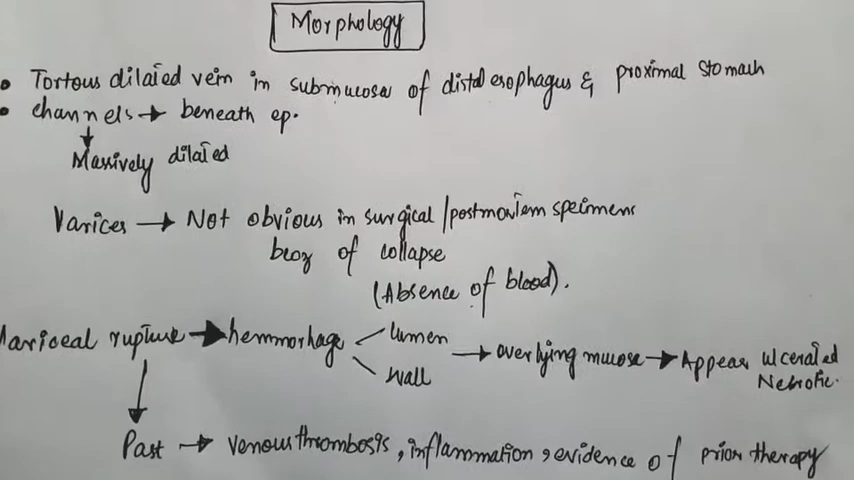 Morphology
• Tortous dilated vein in submucosa of distal esophagus & proximal stomach
• channels → beneath ep.
↓
Massively dilated
Varices → Not obvious in surgical/postmortem specimens
bcoz of collapse
(Absence of blood).
Variceal rupture → hemmorhage < lumen → overlying mucosa → Appear ulcerated
wall Necrotic.
↓
Past → venous thrombosis, inflammation, evidence of prior therapy